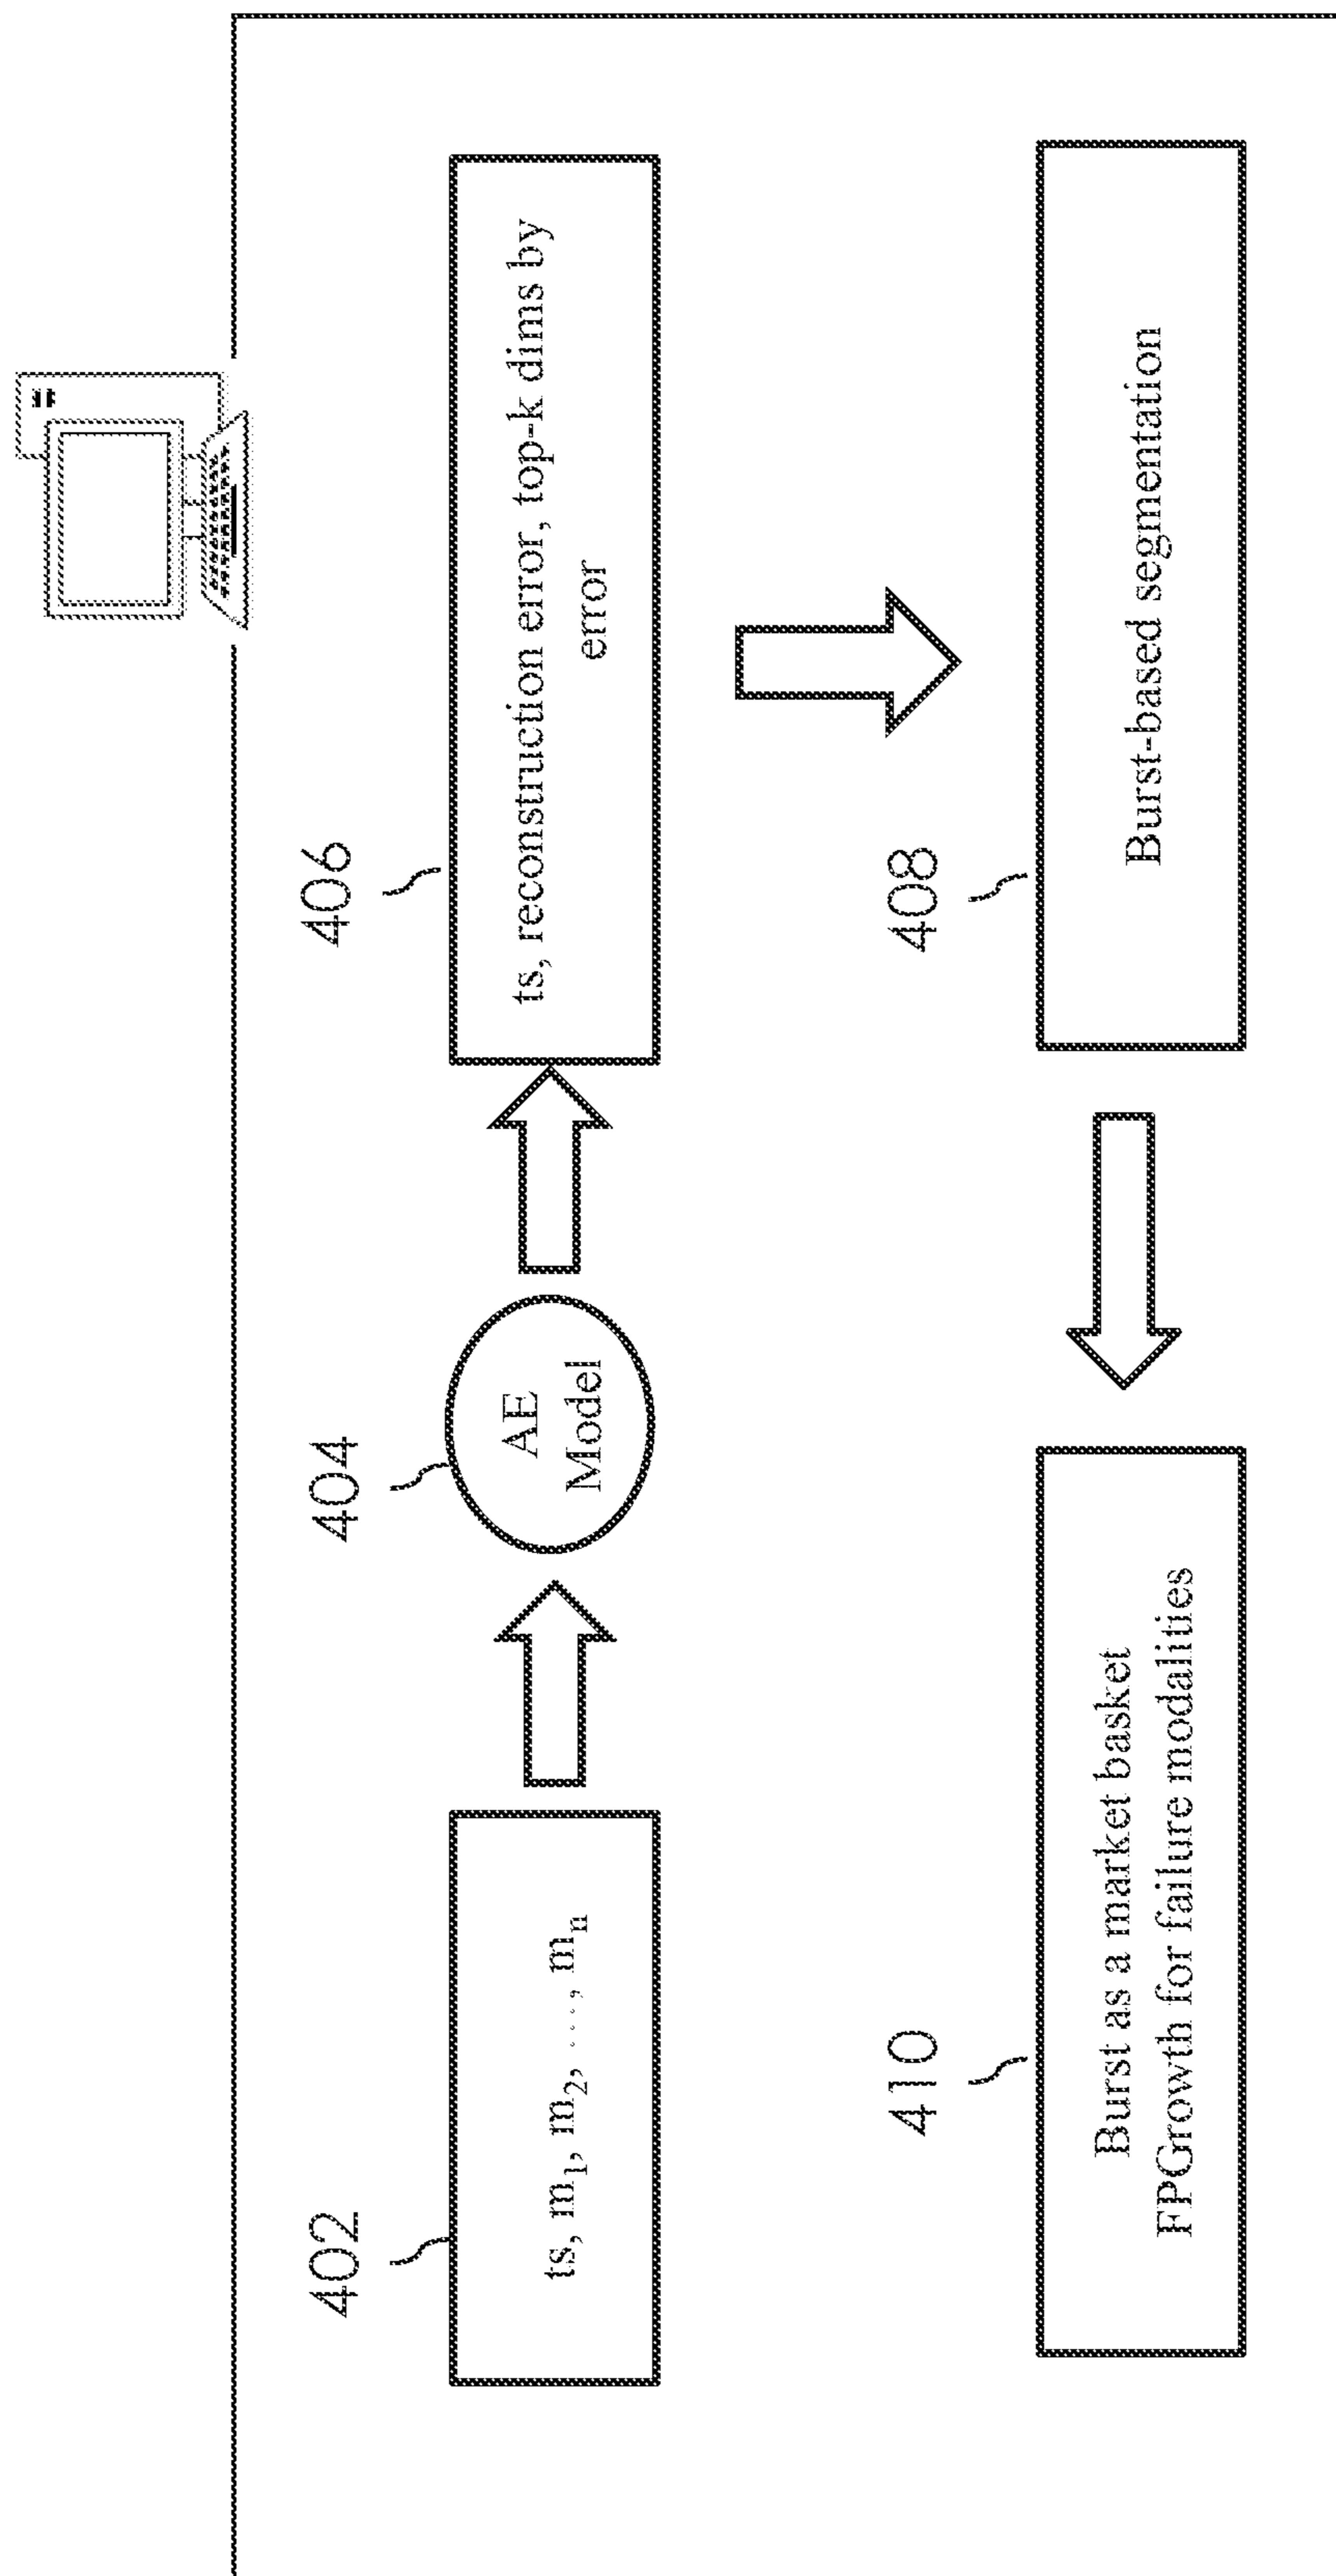 402
ts, m₁, m₂, ...., mₙ
404
AE
Model
406
ts, reconstruction error, top-k dims by
error
408
Burst-based segmentation
410
Burst as a market basket
FPGrowth for failure modalities